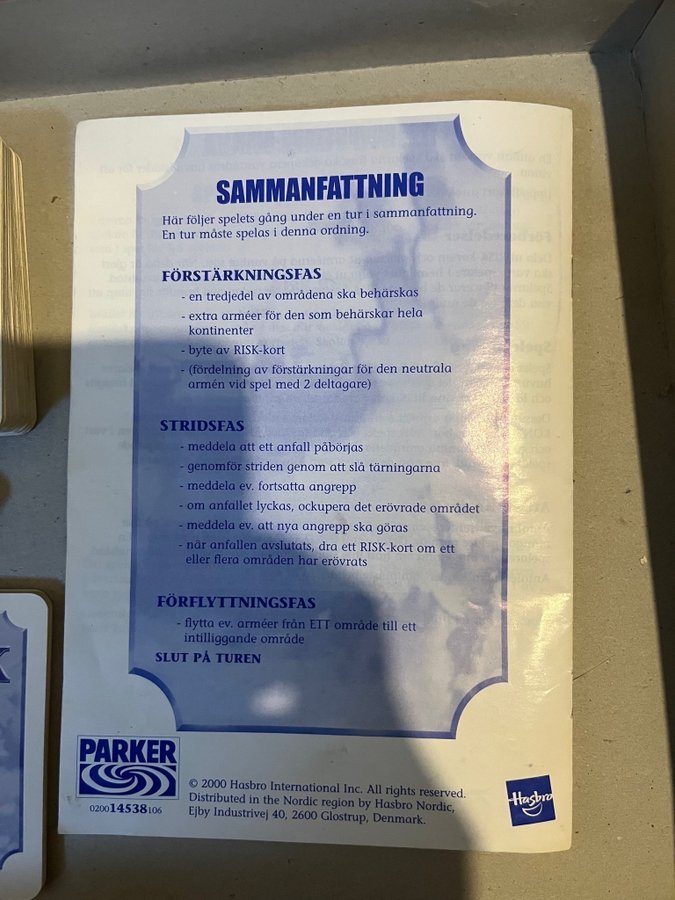 SAMMANFATTNING
Här följer spelets gång under en tur i sammanfattning.
En tur måste spelas i denna ordning.
FÖRSTÄRKNINGSFAS
- en tredjedel av områdena ska behärskas
- extra arméer för den som behärskar hela
kontinenter
- byte av RISK-kort
- (fördelning av förstärkningar för den neutrala
armén vid spel med 2 deltagare)
STRIDSFAS
- meddela att ett anfall påbörjas
- genomför striden genom att slå tärningarna
- meddela ev. fortsatta angrepp
- om anfallet lyckas, ockupera det erövrade området
- meddela ev. att nya angrepp ska göras
- när anfallen avslutats, dra ett RISK-kort om ett
eller flera områden har erövrats
FÖRFLYTTNINGSFAS
- flytta ev. arméer från ETT område till ett
intilliggande område
SLUT PÅ TUREN
PARKER
020014538106
© 2000 Hasbro International Inc. All rights reserved.
Distributed in the Nordic region by Hasbro Nordic,
Ejby Industrivej 40, 2600 Glostrup, Denmark.
Hasbro